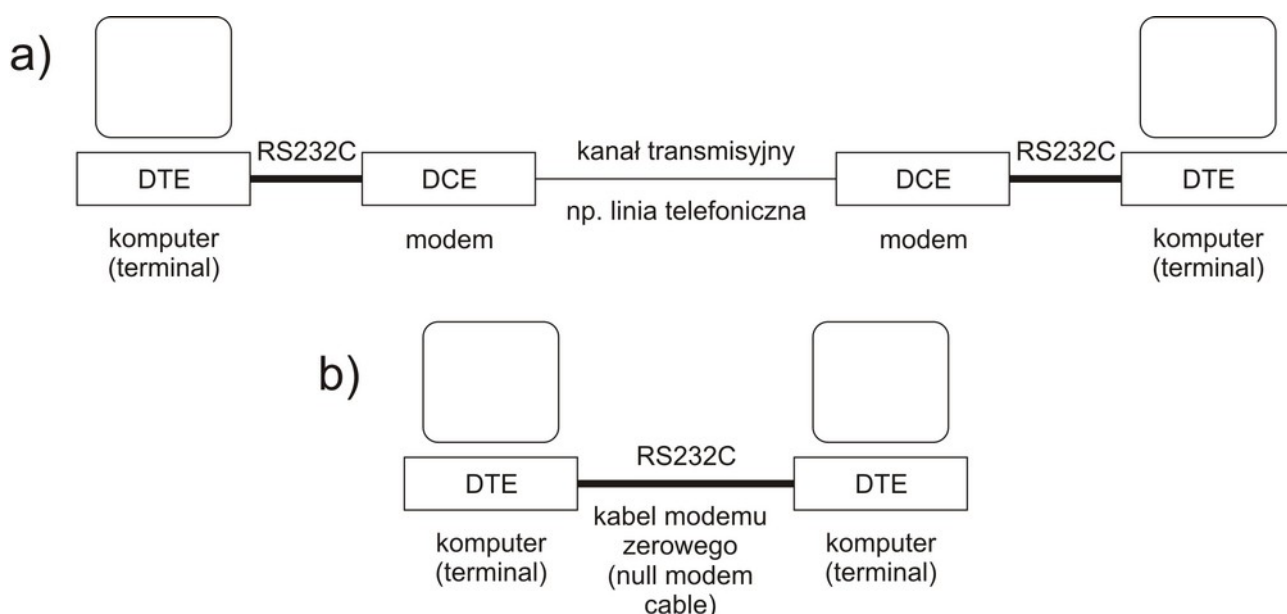 a)
RS232C
kanał transmisyjny
RS232C
DTE
DCE
DCE
DTE
np. linia telefoniczna
komputer
(terminal)
modem
modem
komputer
(terminal)
b)
RS232C
DTE
DTE
komputer
(terminal)
kabel modemu
zerowego
(null modem
cable)
komputer
(terminal)